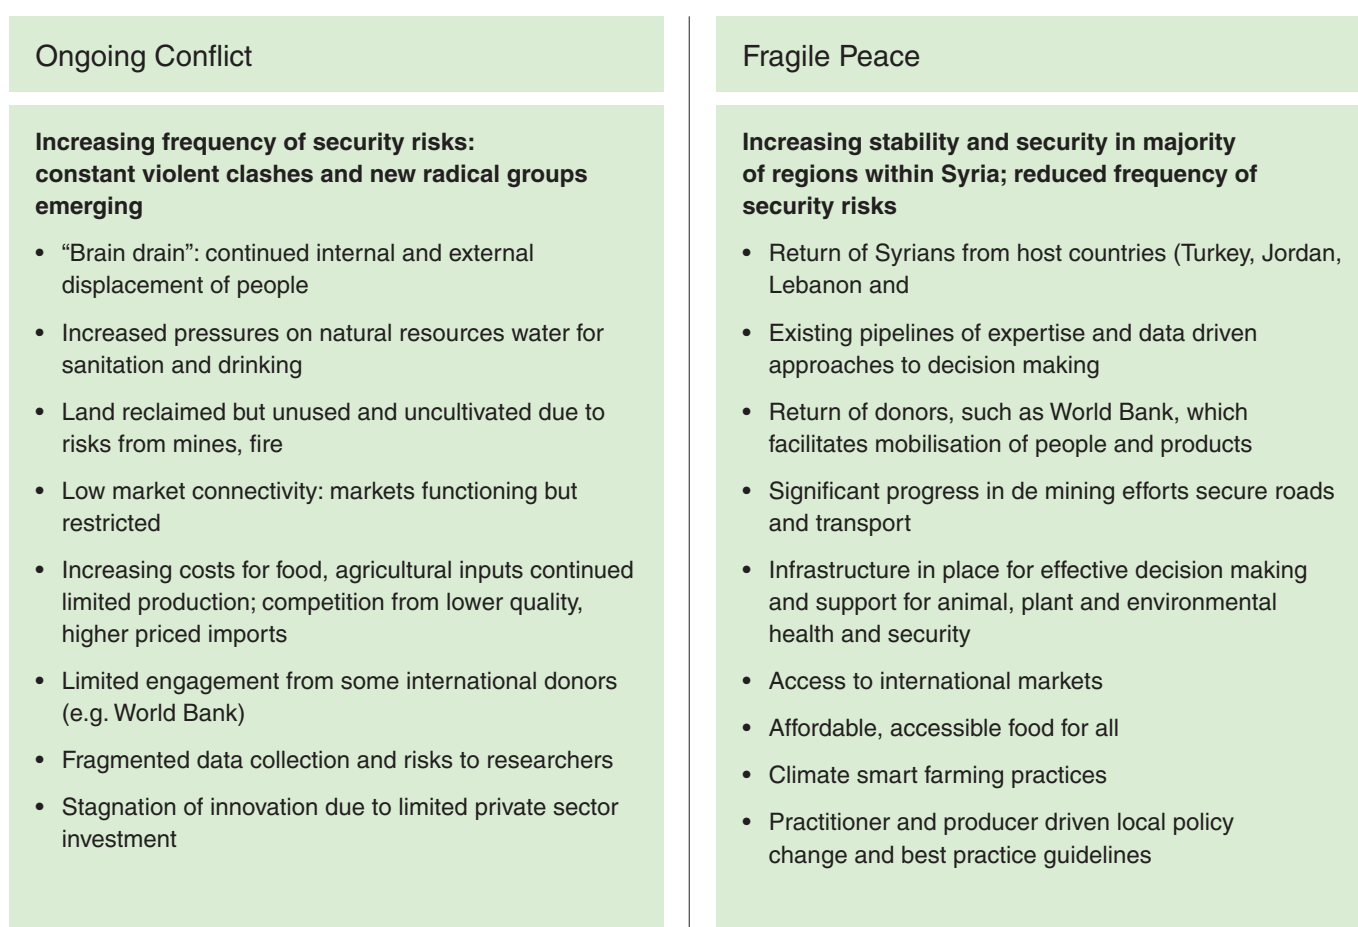 Ongoing Conflict
Increasing frequency of security risks:
constant violent clashes and new radical groups
emerging
• “Brain drain”: continued internal and external
displacement of people
• Increased pressures on natural resources water for
sanitation and drinking
• Land reclaimed but unused and uncultivated due to
risks from mines, fire
• Low market connectivity: markets functioning but
restricted
• Increasing costs for food, agricultural inputs continued
limited production; competition from lower quality,
higher priced imports
• Limited engagement from some international donors
(e.g. World Bank)
• Fragmented data collection and risks to researchers
• Stagnation of innovation due to limited private sector
investment
Fragile Peace
Increasing stability and security in majority
of regions within Syria; reduced frequency of
security risks
• Return of Syrians from host countries (Turkey, Jordan,
Lebanon and
• Existing pipelines of expertise and data driven
approaches to decision making
• Return of donors, such as World Bank, which
facilitates mobilisation of people and products
• Significant progress in de mining efforts secure roads
and transport
• Infrastructure in place for effective decision making
and support for animal, plant and environmental
health and security
• Access to international markets
• Affordable, accessible food for all
• Climate smart farming practices
• Practitioner and producer driven local policy
change and best practice guidelines